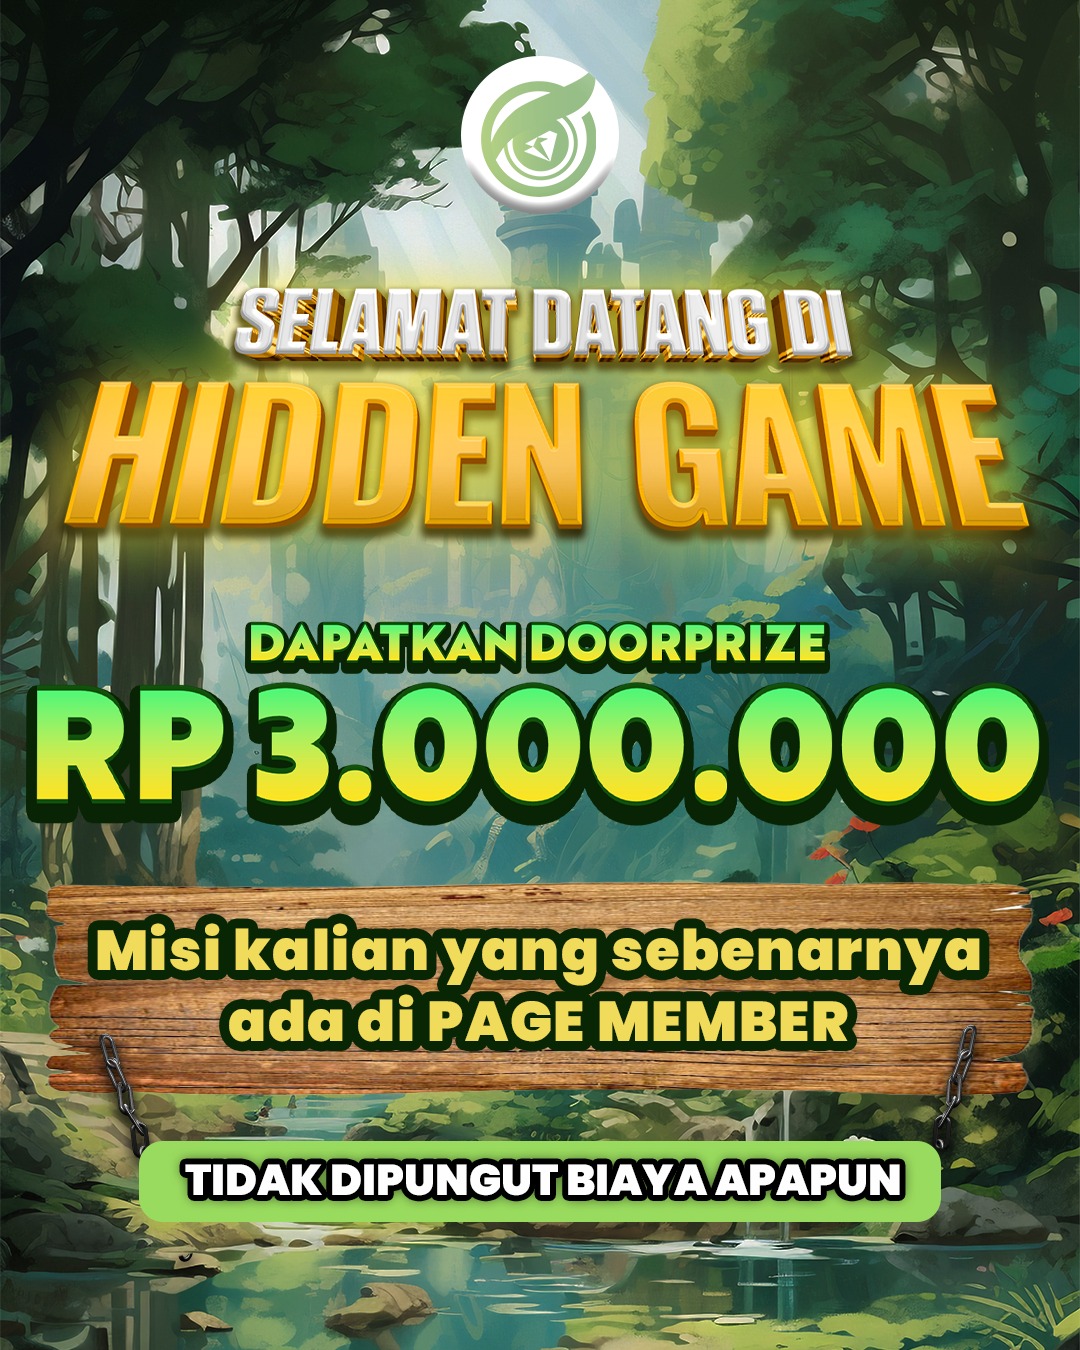 SELAMAT DATANG DI
HIDDEN GAME
DAPATKAN DOORPRIZE
RP 3.000.000
Misi kalian yang sebenarnya
ada di PAGE MEMBER
TIDAK DIPUNGUT BIAYA APAPUN